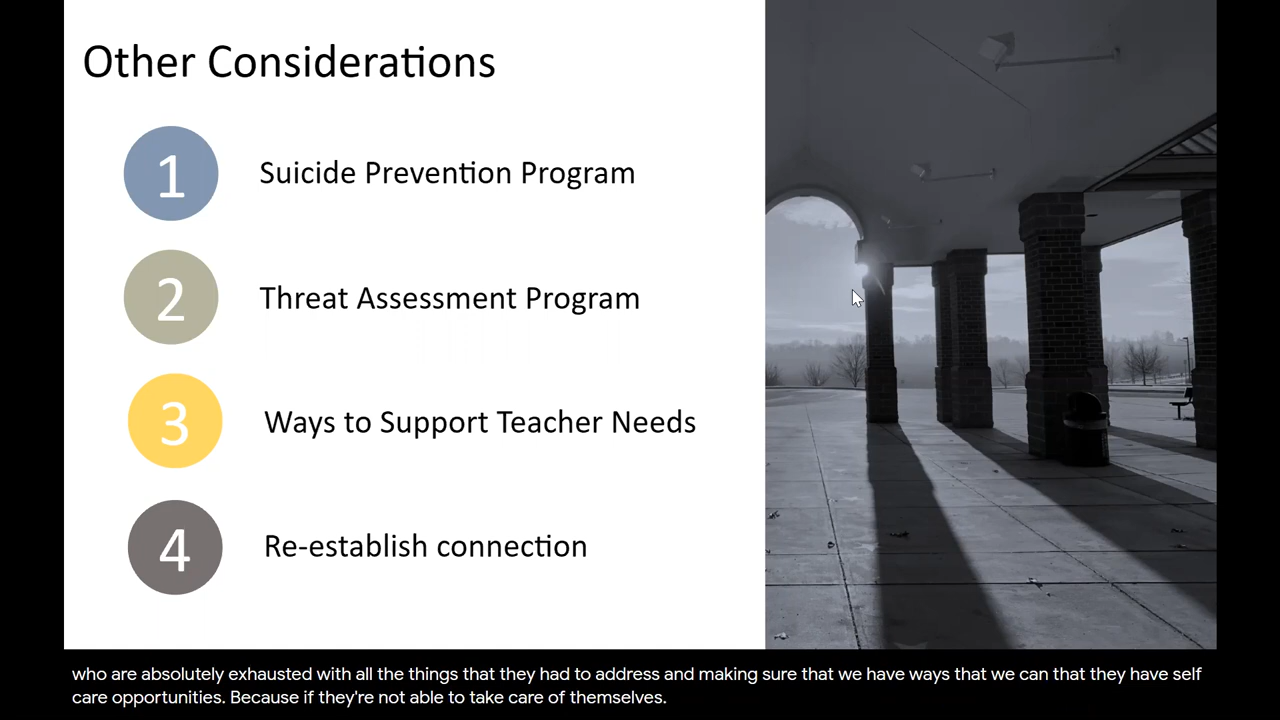 Other Considerations
1 Suicide Prevention Program
2 Threat Assessment Program
3 Ways to Support Teacher Needs
4 Re-establish connection
who are absolutely exhausted with all the things that they had to address and making sure that we have ways that we can that they have self
care opportunities. Because if they're not able to take care of themselves.